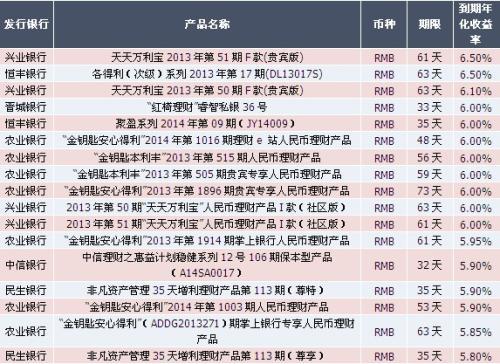 发行银行 产品名称 币种 期限 到期年
化收益
率
兴业银行 天天万利宝 2013 年第 51 期 F 款(贵宾版) RMB 61 天 6.50%
恒丰银行 各得利（次级）系列 2013 年第 17 期(DL13017S) RMB 63 天 6.50%
兴业银行 天天万利宝 2013 年第 50 期 F 款(贵宾版) RMB 63 天 6.10%
晋城银行 “红椅理财”睿智私银 36 号 RMB 33 天 6.00%
恒丰银行 聚盈系列 2014 年第 09 期（JY14009） RMB 35 天 6.00%
农业银行 “金钥匙安心得利”2014 年第 1016 期理财 e 站人民币理财产品 RMB 48 天 6.00%
农业银行 “金钥匙本利丰”2013 年第 515 期人民币理财产品 RMB 56 天 6.00%
农业银行 “金钥匙本利丰”2013 年第 505 期贵宾专享人民币理财产品 RMB 59 天 6.00%
农业银行 “金钥匙安心得利”2013 年第 1896 期贵宾专享人民币理财产品 RMB 73 天 6.00%
兴业银行 2013 年第 50 期“天天万利宝”人民币理财产品 I 款（社区版） RMB 63 天 6.00%
兴业银行 2013 年第 51 期“天天万利宝”人民币理财产品 I 款（社区版） RMB 61 天 6.00%
农业银行 “金钥匙安心得利”2013 年第 1914 期掌上银行人民币理财产品 RMB 61 天 5.95%
中信银行 中信理财之惠益计划稳健系列 12 号 106 期保本型产品
（A14SA0017） RMB 32 天 5.90%
民生银行 非凡资产管理 35 天增利理财产品第 113 期（尊特） RMB 35 天 5.90%
农业银行 “金钥匙安心得利”2014 年第 1003 期人民币理财产品 RMB 53 天 5.90%
农业银行 “金钥匙安心得利”（ADDG2013271）期掌上银行专享人民币理财
产品 RMB 63 天 5.85%
民生银行 非凡资产管理 35 天增利理财产品第 113 期（尊享） RMB 35 天 5.80%